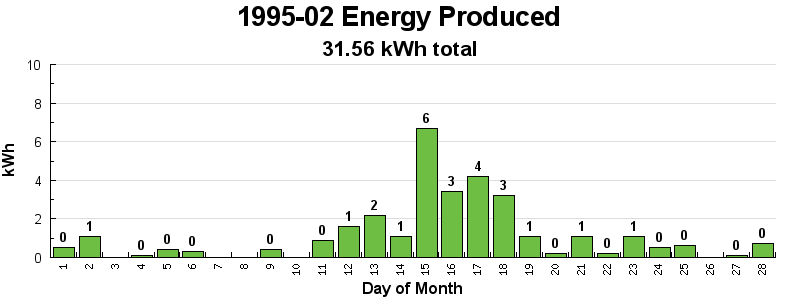 1995-02 Energy Produced
31.56 kWh total
kWh
10
8
6
4
2
0
0 1 0 0 0 0 0 1 2 1 6 3 4 3 1 0 1 0 1 0 0 0 0
1 2 3 4 5 6 7 8 9 10 11 12 13 14 15 16 17 18 19 20 21 22 23 24 25 26 27 28
Day of Month